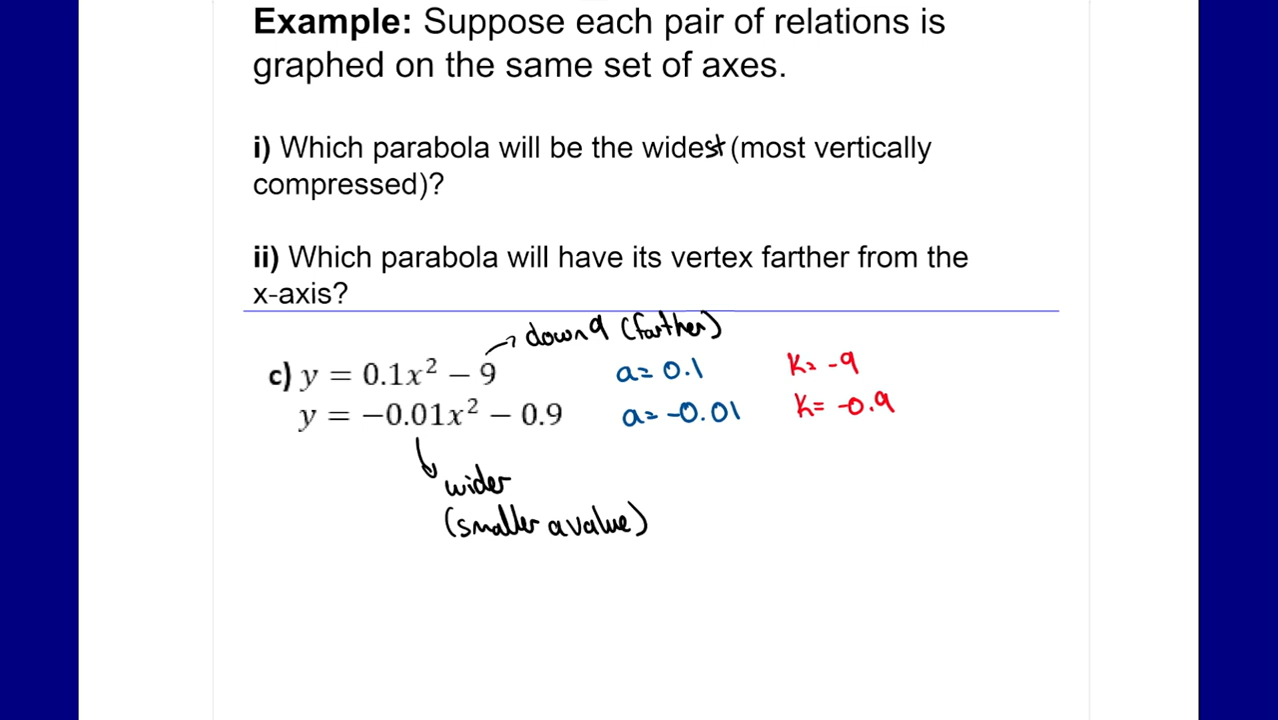 Example: Suppose each pair of relations is
graphed on the same set of axes.
i) Which parabola will be the widest (most vertically
compressed)?
ii) Which parabola will have its vertex farther from the
x-axis?
down 9 (farther)
c) y = 0.1x² − 9 a= 0.1 k= -9
y = −0.01x² − 0.9 a= -0.01 k= -0.9
wider
(smaller a value)